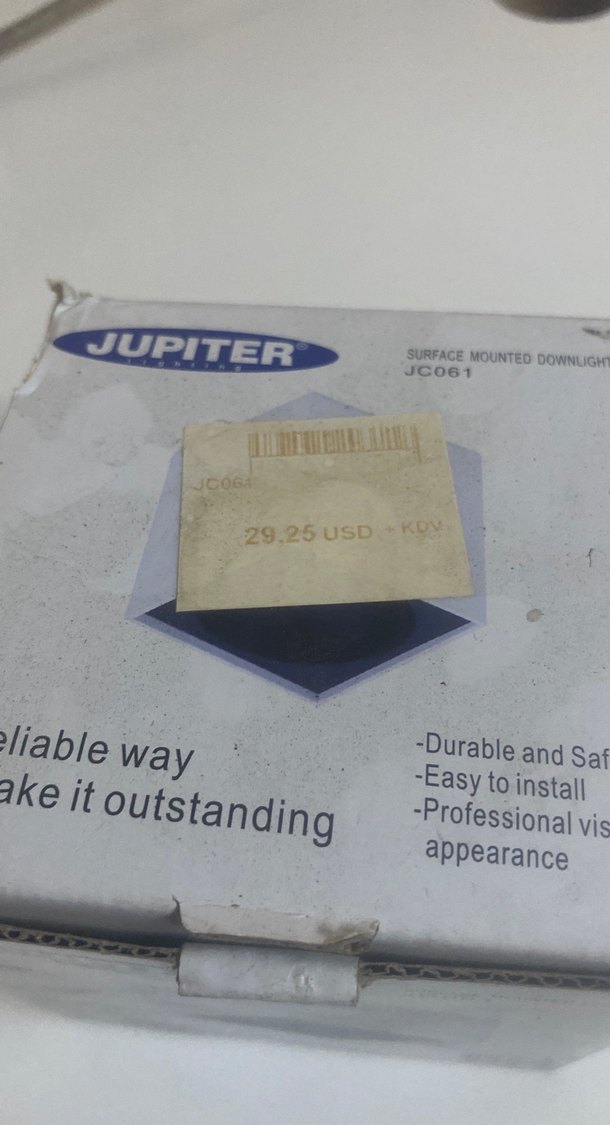 JUPITER®
lighting
SURFACE MOUNTED DOWNLIGHT
JC061
JC061
29,25 USD + KDV
eliable way
ake it outstanding
-Durable and Saf
-Easy to install
-Professional vis
appearance